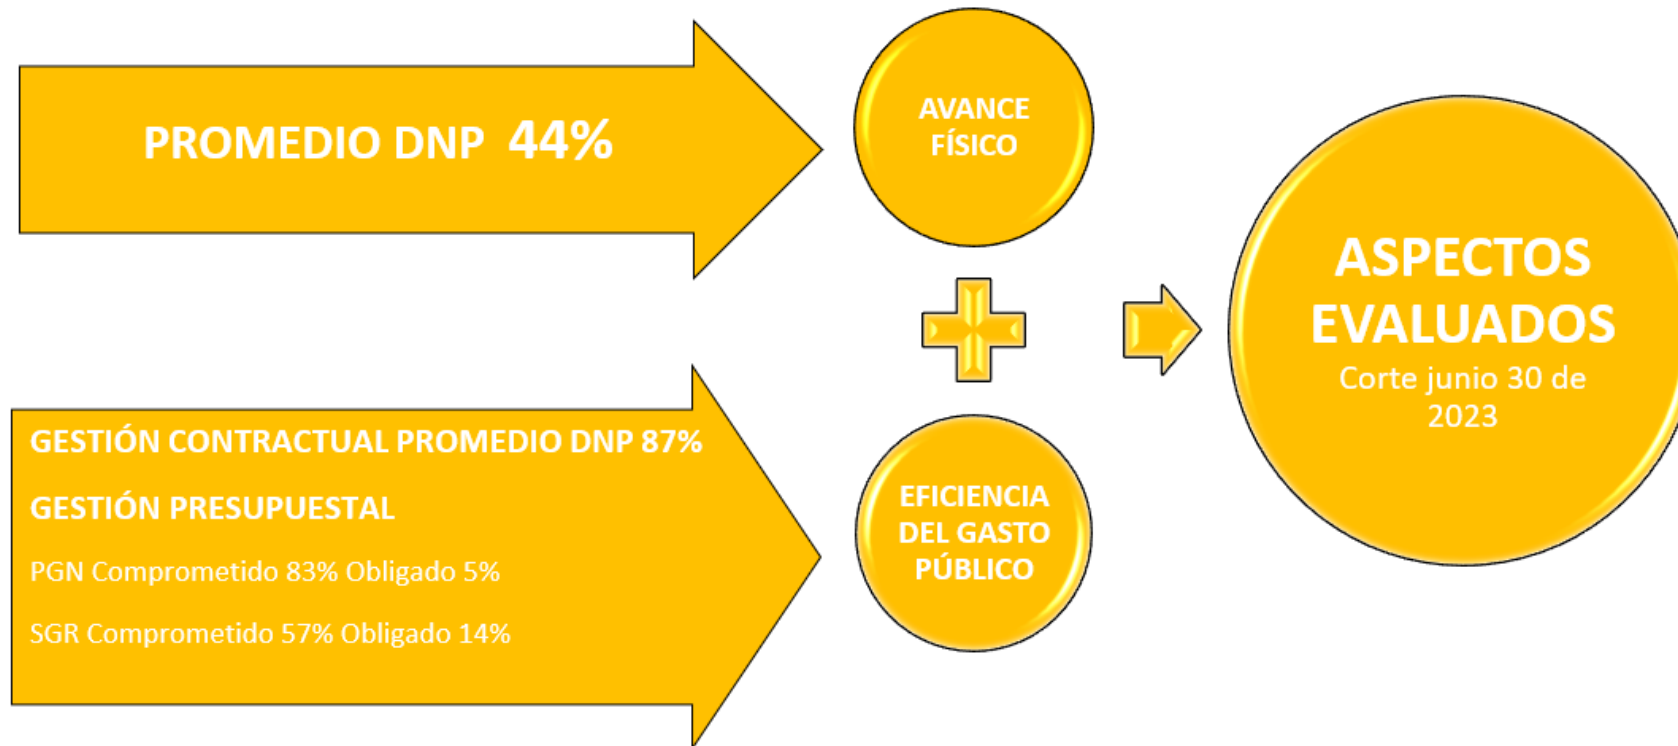 PROMEDIO DNP 44%
AVANCE
FÍSICO
GESTIÓN CONTRACTUAL PROMEDIO DNP 87%
GESTIÓN PRESUPUESTAL
PGN Comprometido 83% Obligado 5%
SGR Comprometido 57% Obligado 14%
EFICIENCIA
DEL GASTO
PÚBLICO
ASPECTOS
EVALUADOS
Corte junio 30 de
2023